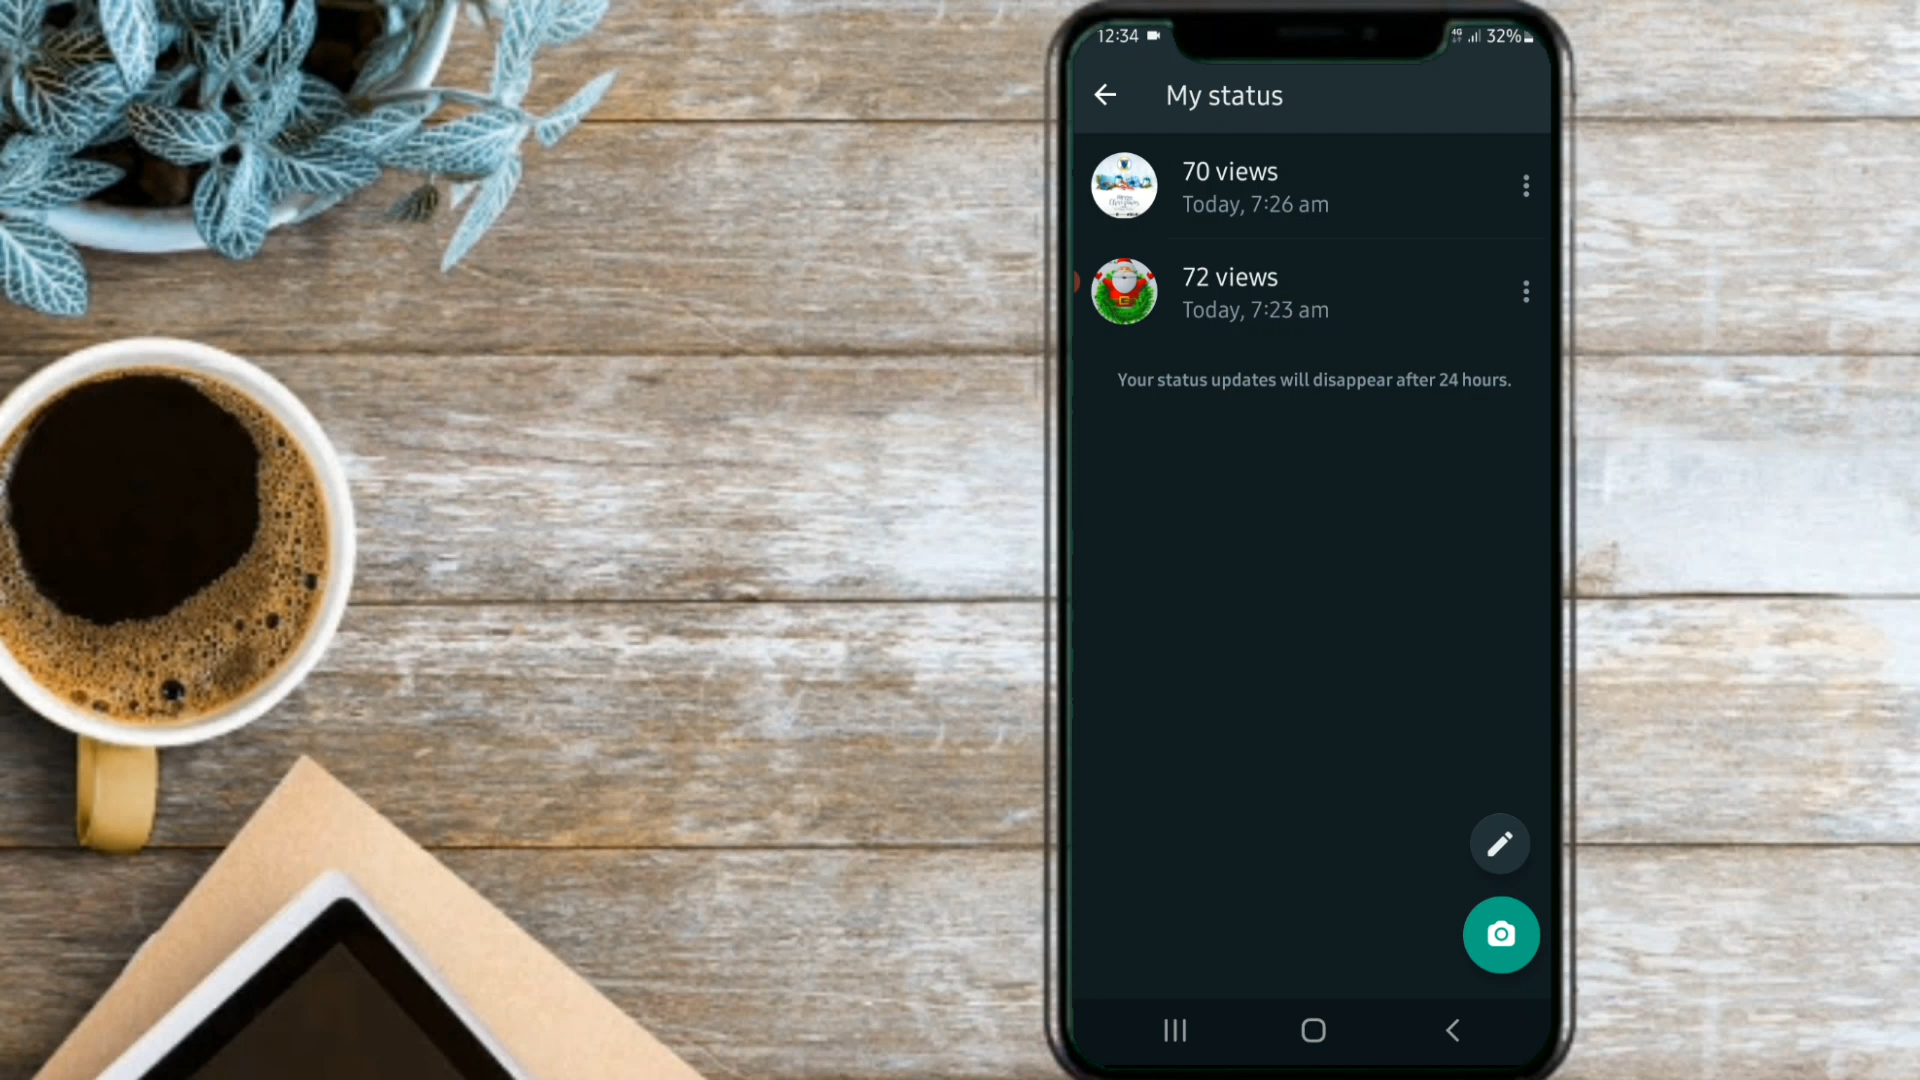 12:34 4G 32%
My status
70 views
Today, 7:26 am
72 views
Today, 7:23 am
Your status updates will disappear after 24 hours.